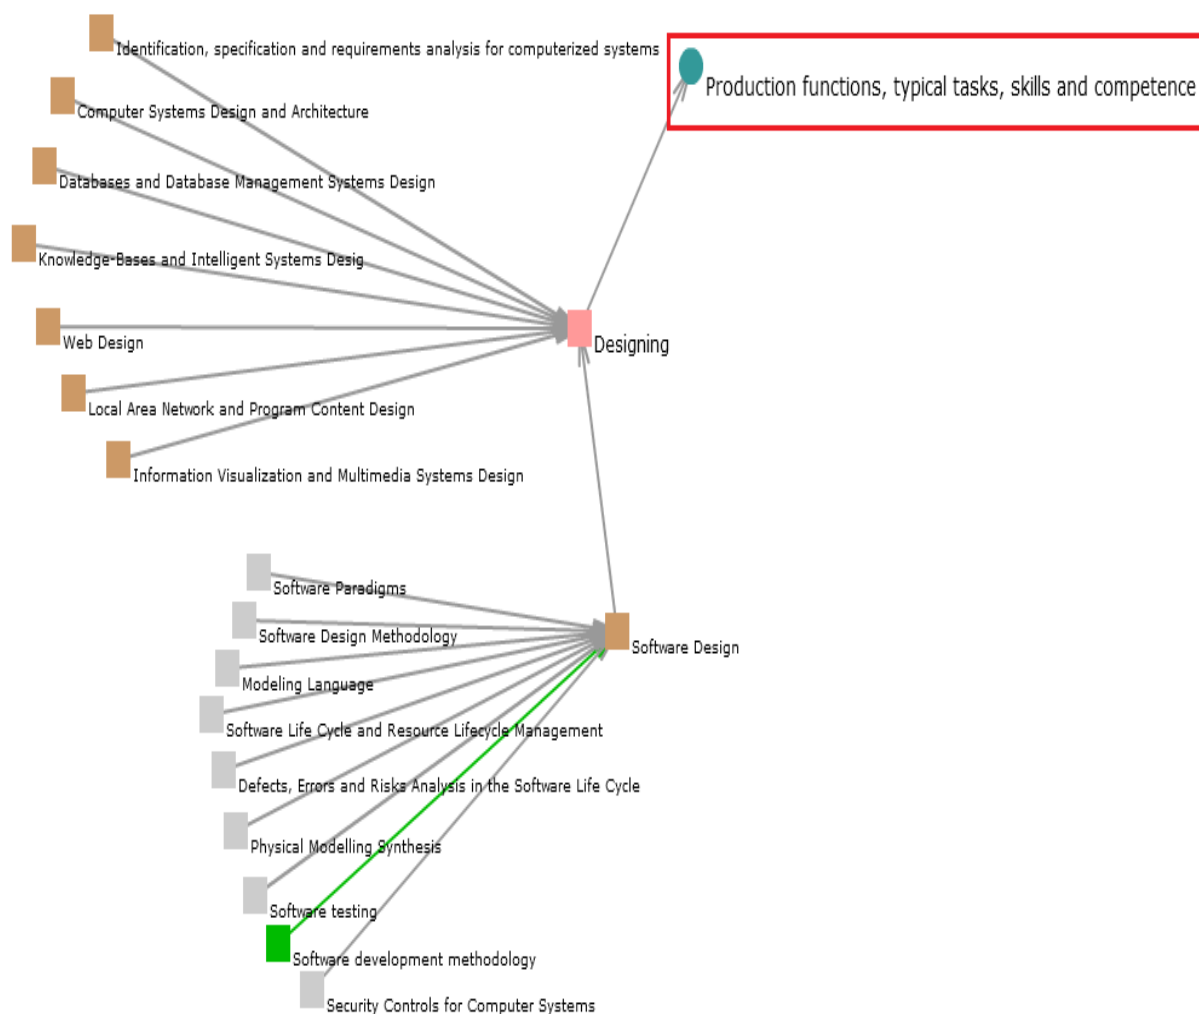 Identification, specification and requirements analysis for computerized systems
Production functions, typical tasks, skills and competence
Computer Systems Design and Architecture
Databases and Database Management Systems Design
Knowledge-Bases and Intelligent Systems Desig
Web Design
Designing
Local Area Network and Program Content Design
Information Visualization and Multimedia Systems Design
Software Paradigms
Software Design Methodology
Software Design
Modeling Language
Software Life Cycle and Resource Lifecycle Management
Defects, Errors and Risks Analysis in the Software Life Cycle
Physical Modelling Synthesis
Software testing
Software development methodology
Security Controls for Computer Systems